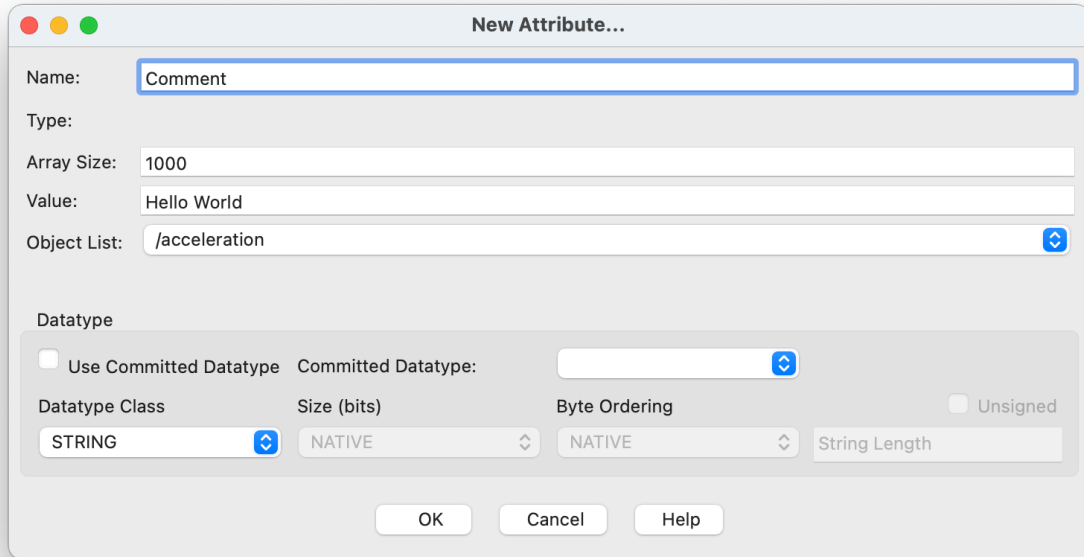 New Attribute...
Name: Comment
Type:
Array Size: 1000
Value: Hello World
Object List: /acceleration
Datatype
Use Committed Datatype Committed Datatype:
Datatype Class Size (bits) Byte Ordering Unsigned
STRING NATIVE NATIVE String Length
OK Cancel Help